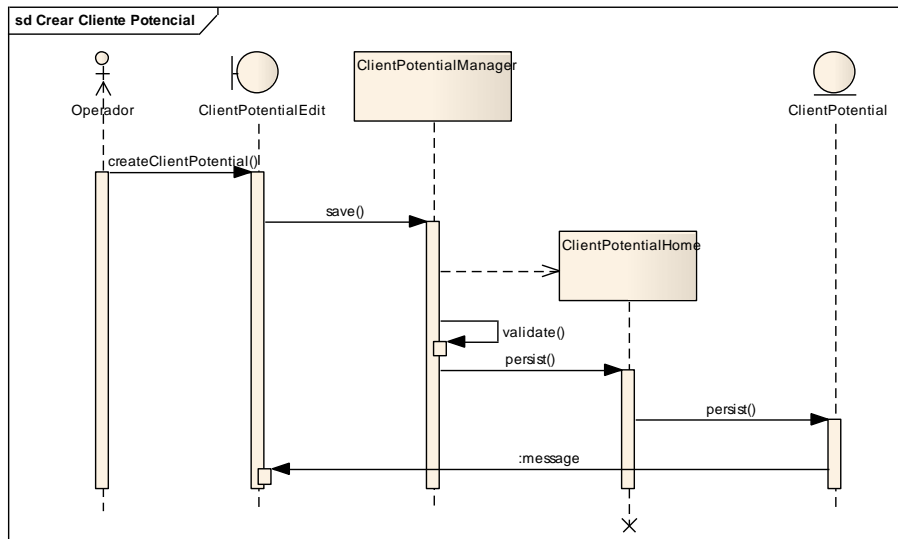 sd Crear Cliente Potencial
Operador
ClientPotentialEdit
ClientPotentialManager
ClientPotential
createClientPotential()
save()
ClientPotentialHome
validate()
persist()
persist()
:message